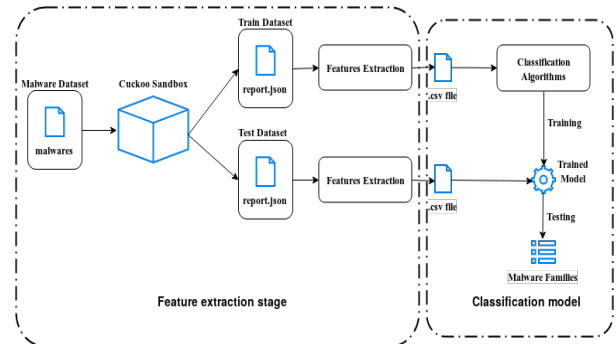 Train Dataset
report.json
Features Extraction
.csv file
Classification
Algorithms
Malware Dataset
malwares
Cuckoo Sandbox
Training
Test Dataset
report.json
Features Extraction
.csv file
Trained
Model
Testing
Malware Families
Feature extraction stage
Classification model